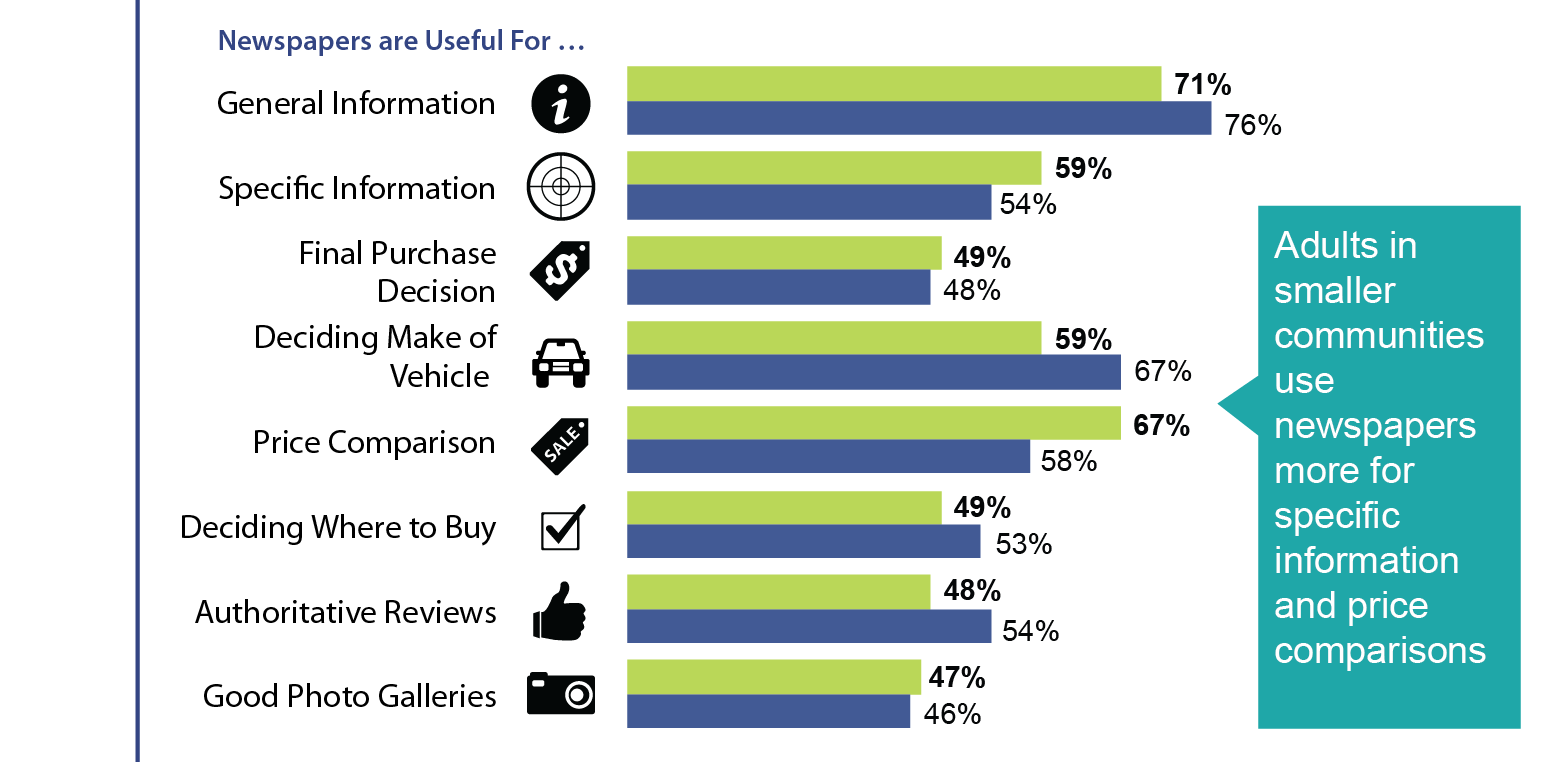 Newspapers are Useful For …
General Information
71%
76%
Specific Information
59%
54%
Final Purchase
Decision
49%
48%
Deciding Make of
Vehicle
59%
67%
Price Comparison
SALE
67%
58%
Deciding Where to Buy
49%
53%
Authoritative Reviews
48%
54%
Good Photo Galleries
47%
46%
Adults in
smaller
communities
use
newspapers
more for
specific
information
and price
comparisons